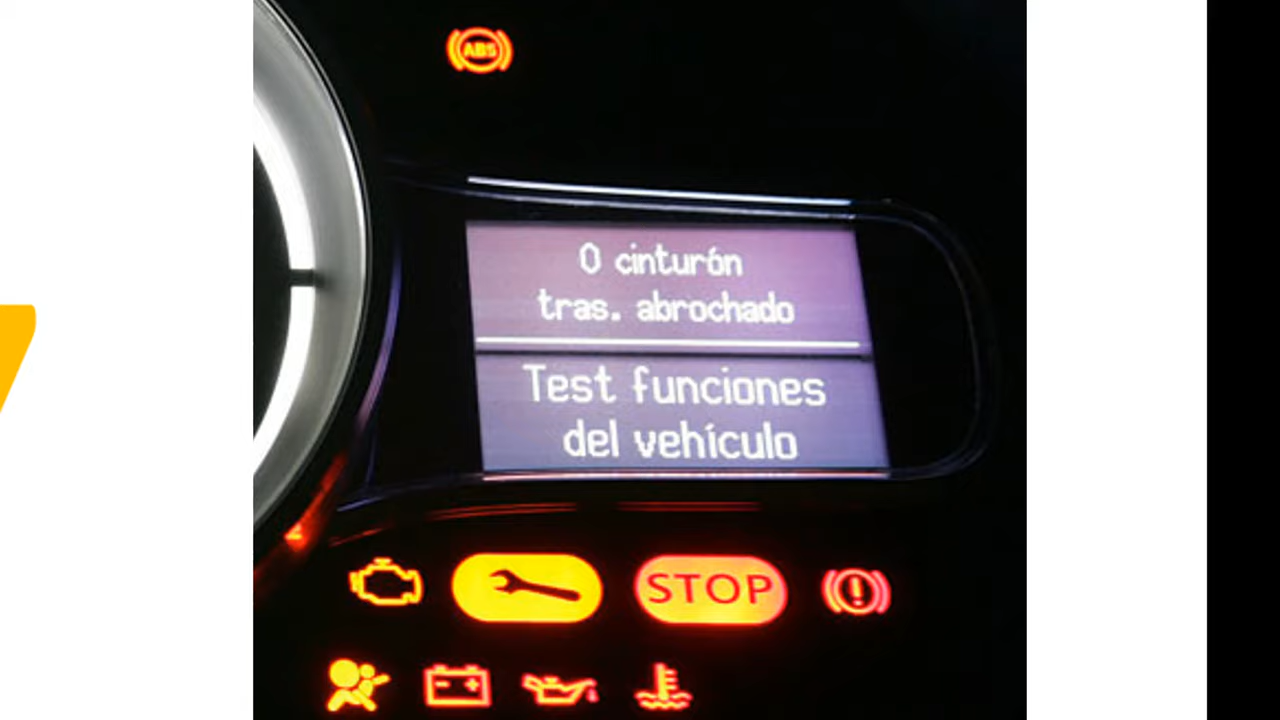 ABS
0 cinturón
tras. abrochado
Test funciones
del vehículo
STOP